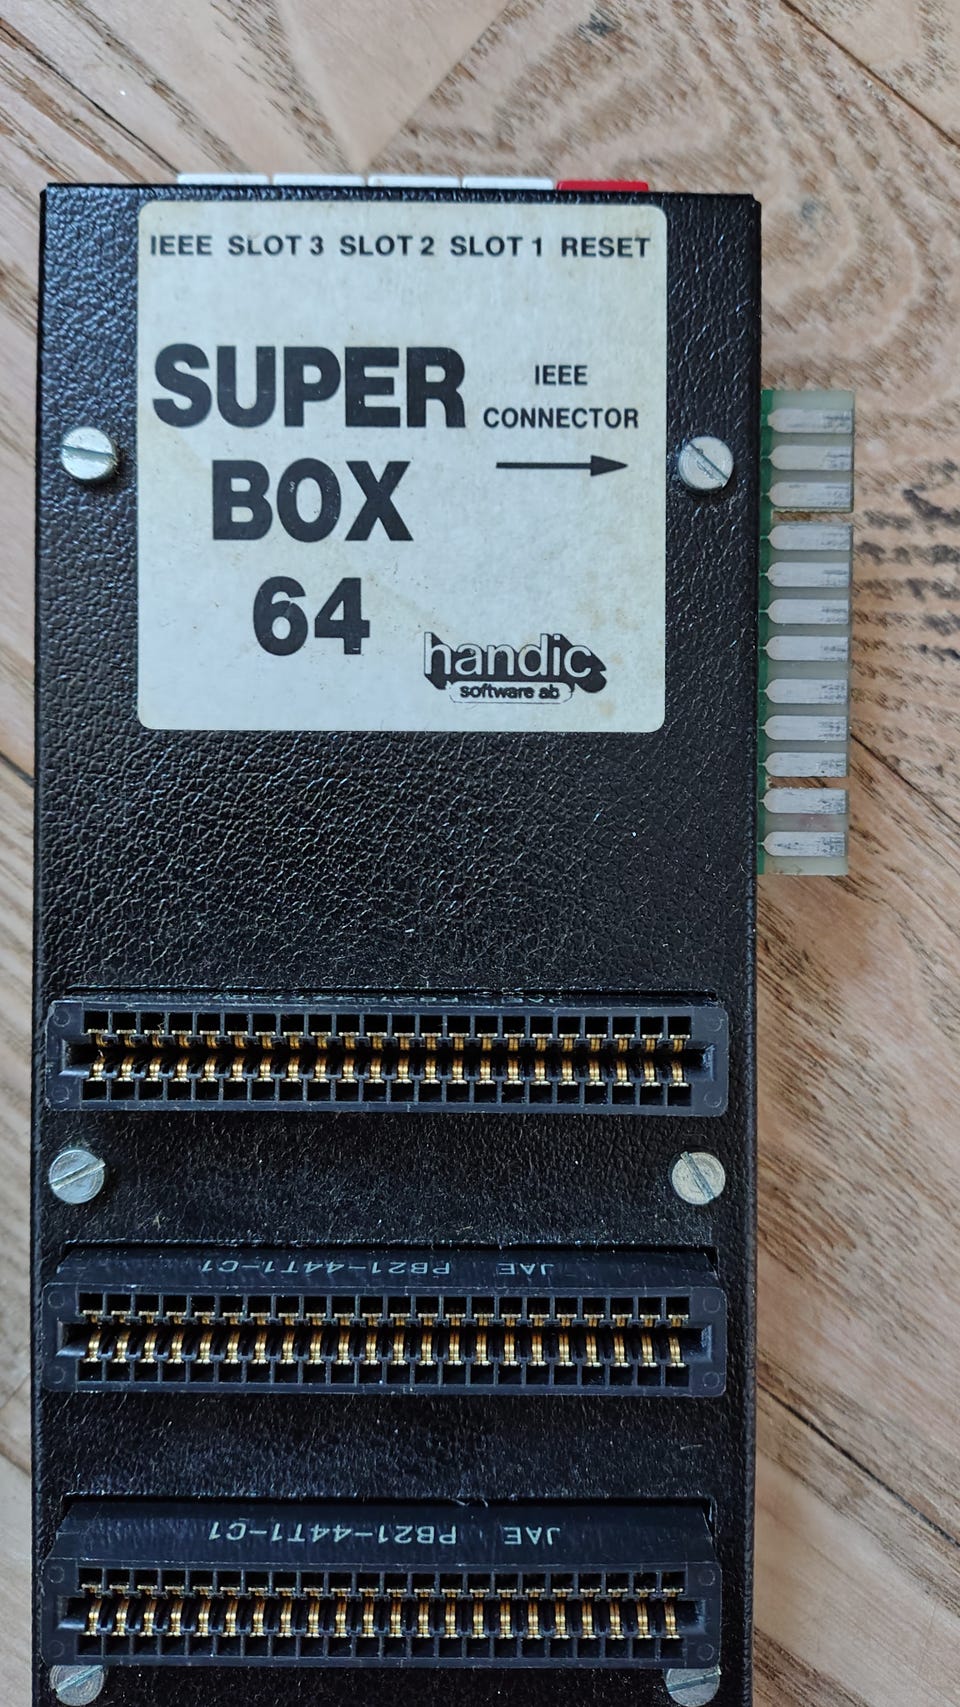 IEEE SLOT 3 SLOT 2 SLOT 1 RESET
SUPER
BOX
64
IEEE
CONNECTOR
handic
software ab
JAE PB21-44T1-C1
JAE PB21-44T1-C1